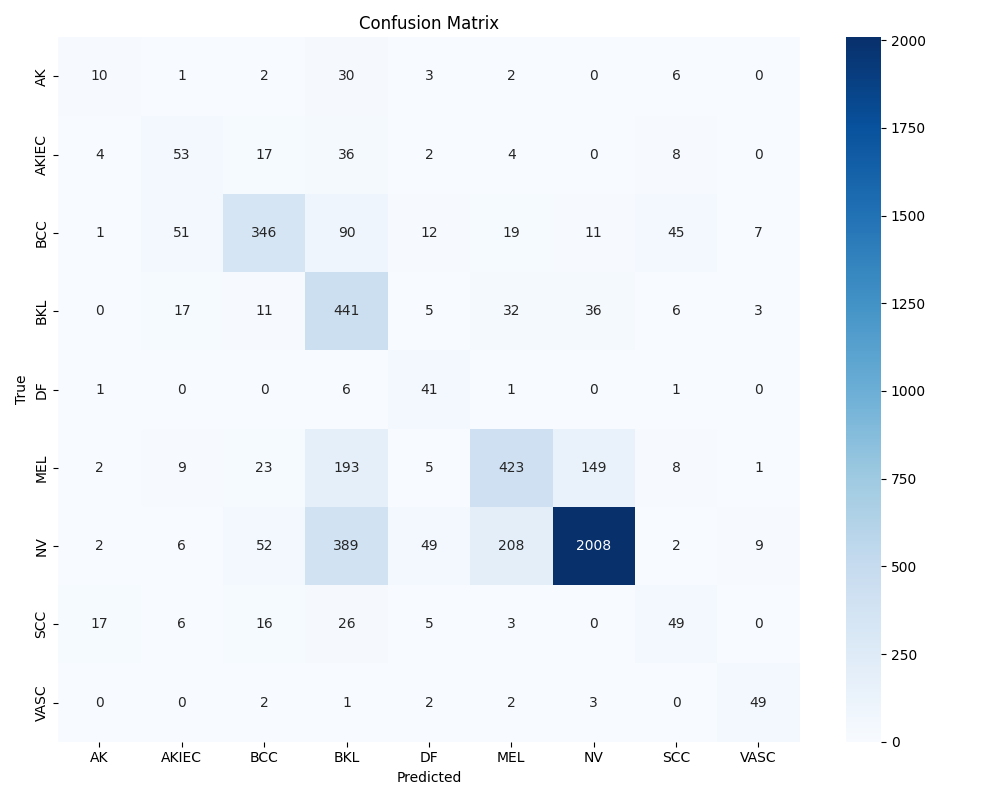 Confusion Matrix
True
AK 10 1 2 30 3 2 0 6 0
AKIEC 4 53 17 36 2 4 0 8 0
BCC 1 51 346 90 12 19 11 45 7
BKL 0 17 11 441 5 32 36 6 3
DF 1 0 0 6 41 1 0 1 0
MEL 2 9 23 193 5 423 149 8 1
NV 2 6 52 389 49 208 2008 2 9
SCC 17 6 16 26 5 3 0 49 0
VASC 0 0 2 1 2 2 3 0 49
AK AKIEC BCC BKL DF MEL NV SCC VASC
Predicted
2000
1750
1500
1250
1000
750
500
250
0